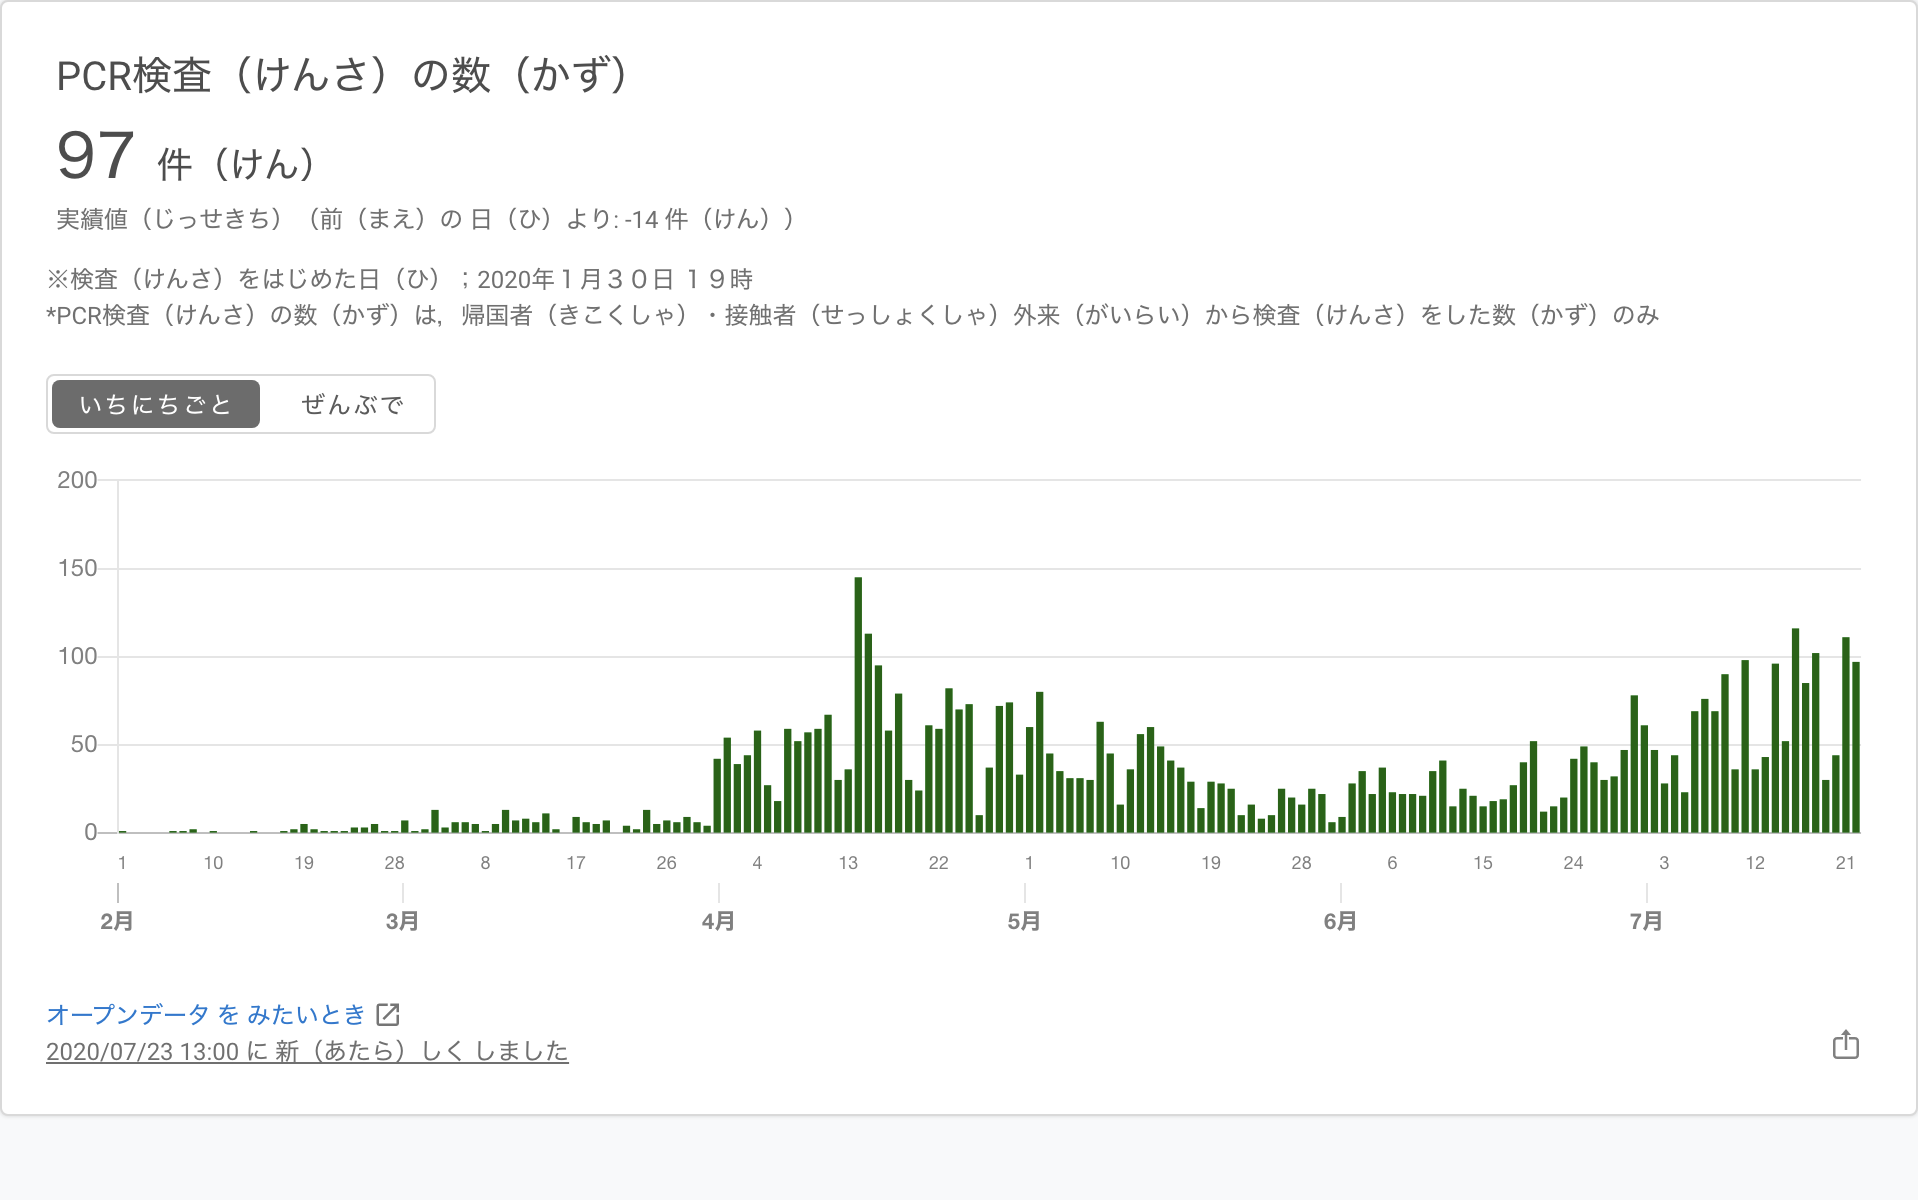 PCR検査（けんさ）の数（かず）
97 件（けん）
実績値（じっせきち）（前（まえ）の 日（ひ）より: -14 件（けん））
※検査（けんさ）をはじめた日（ひ）；2020年１月３０日１９時
*PCR検査（けんさ）の数（かず）は，帰国者（きこくしゃ）・接触者（せっしょくしゃ）外来（がいらい）から検査（けんさ）をした数（かず）のみ
いちにちごと ぜんぶで
200
150
100
50
0
1 10 19 28 8 17 26 4 13 22 1 10 19 28 6 15 24 3 12 21
2月 3月 4月 5月 6月 7月
オープンデータ を みたいとき
2020/07/23 13:00 に 新（あたら）しく しました